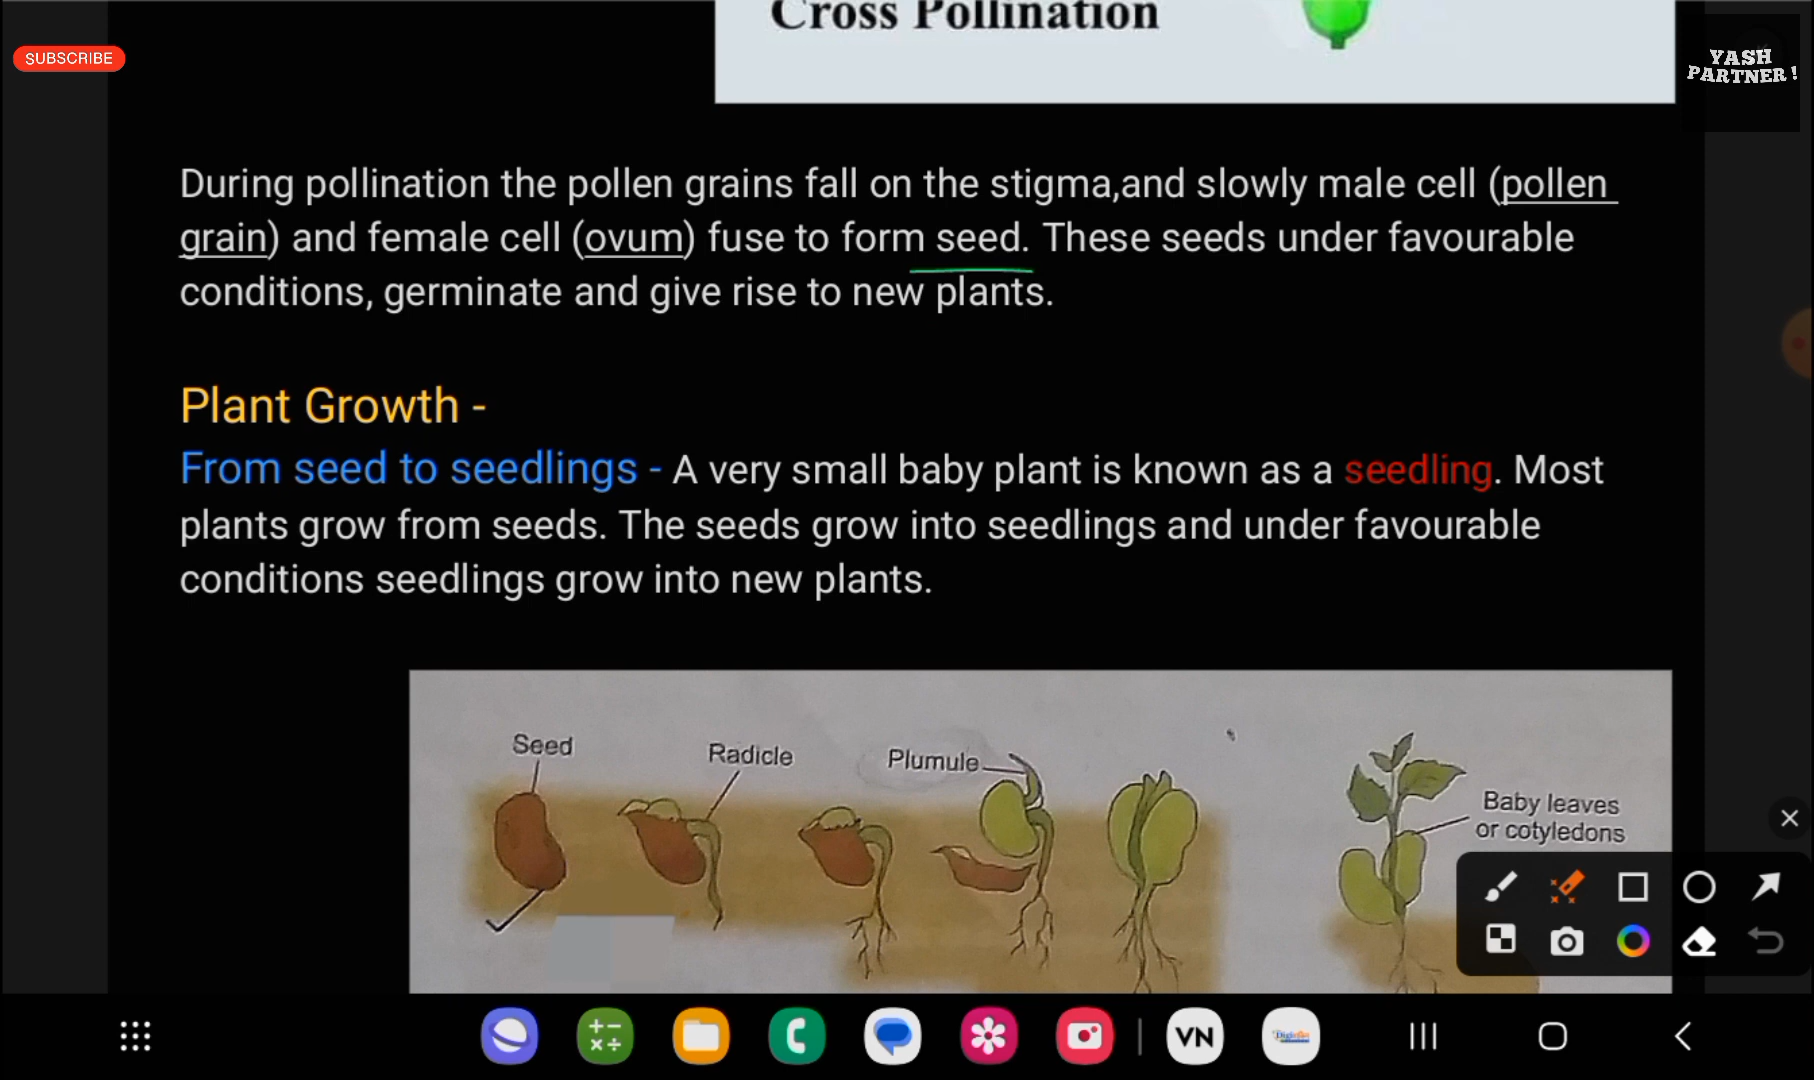 Cross Pollination
SUBSCRIBE
YASH
PARTNER!
During pollination the pollen grains fall on the stigma,and slowly male cell (pollen
grain) and female cell (ovum) fuse to form seed. These seeds under favourable
conditions, germinate and give rise to new plants.
Plant Growth -
From seed to seedlings - A very small baby plant is known as a seedling. Most
plants grow from seeds. The seeds grow into seedlings and under favourable
conditions seedlings grow into new plants.
Seed
Radicle
Plumule
Baby leaves
or cotyledons
VN